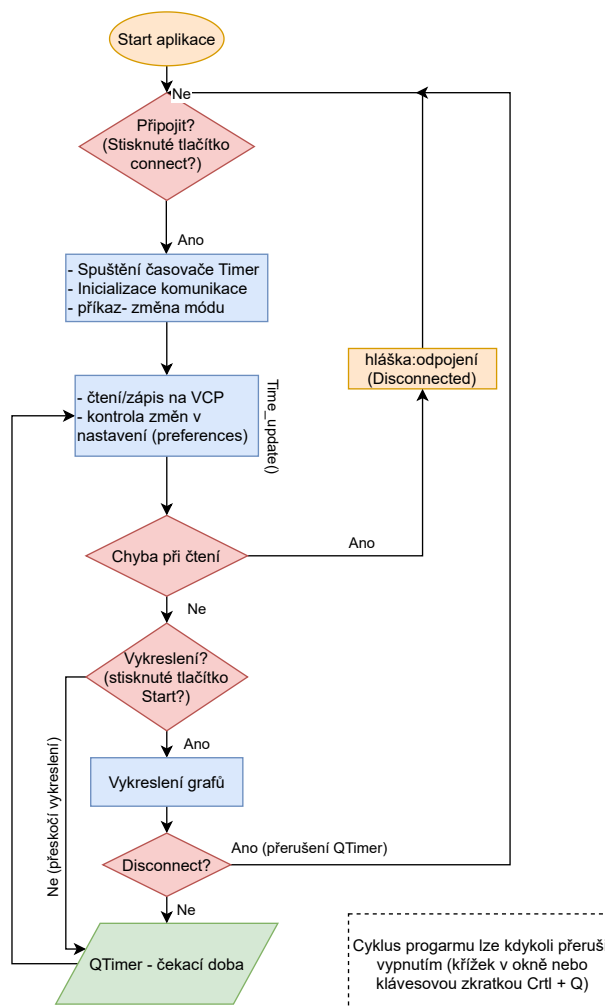 Start aplikace
Ne
Připojit?
(Stisknuté tlačítko
connect?)
Ano
- Spuštění časovače Timer
- Inicializace komunikace
- příkaz- změna módu
hláška:odpojení
(Disconnected)
- čtení/zápis na VCP
- kontrola změn v
nastavení (preferences)
Time_update()
Chyba při čtení
Ano
Ne
Vykreslení?
(stisknuté tlačítko
Start?)
Ano
Ne (přeskočí vykreslení)
Vykreslení grafů
Disconnect?
Ano (přerušení QTimer)
Ne
QTimer - čekací doba
Cyklus progarmu lze kdykoli přeruši
vypnutím (křížek v okně nebo
klávesovou zkratkou Crtl + Q)